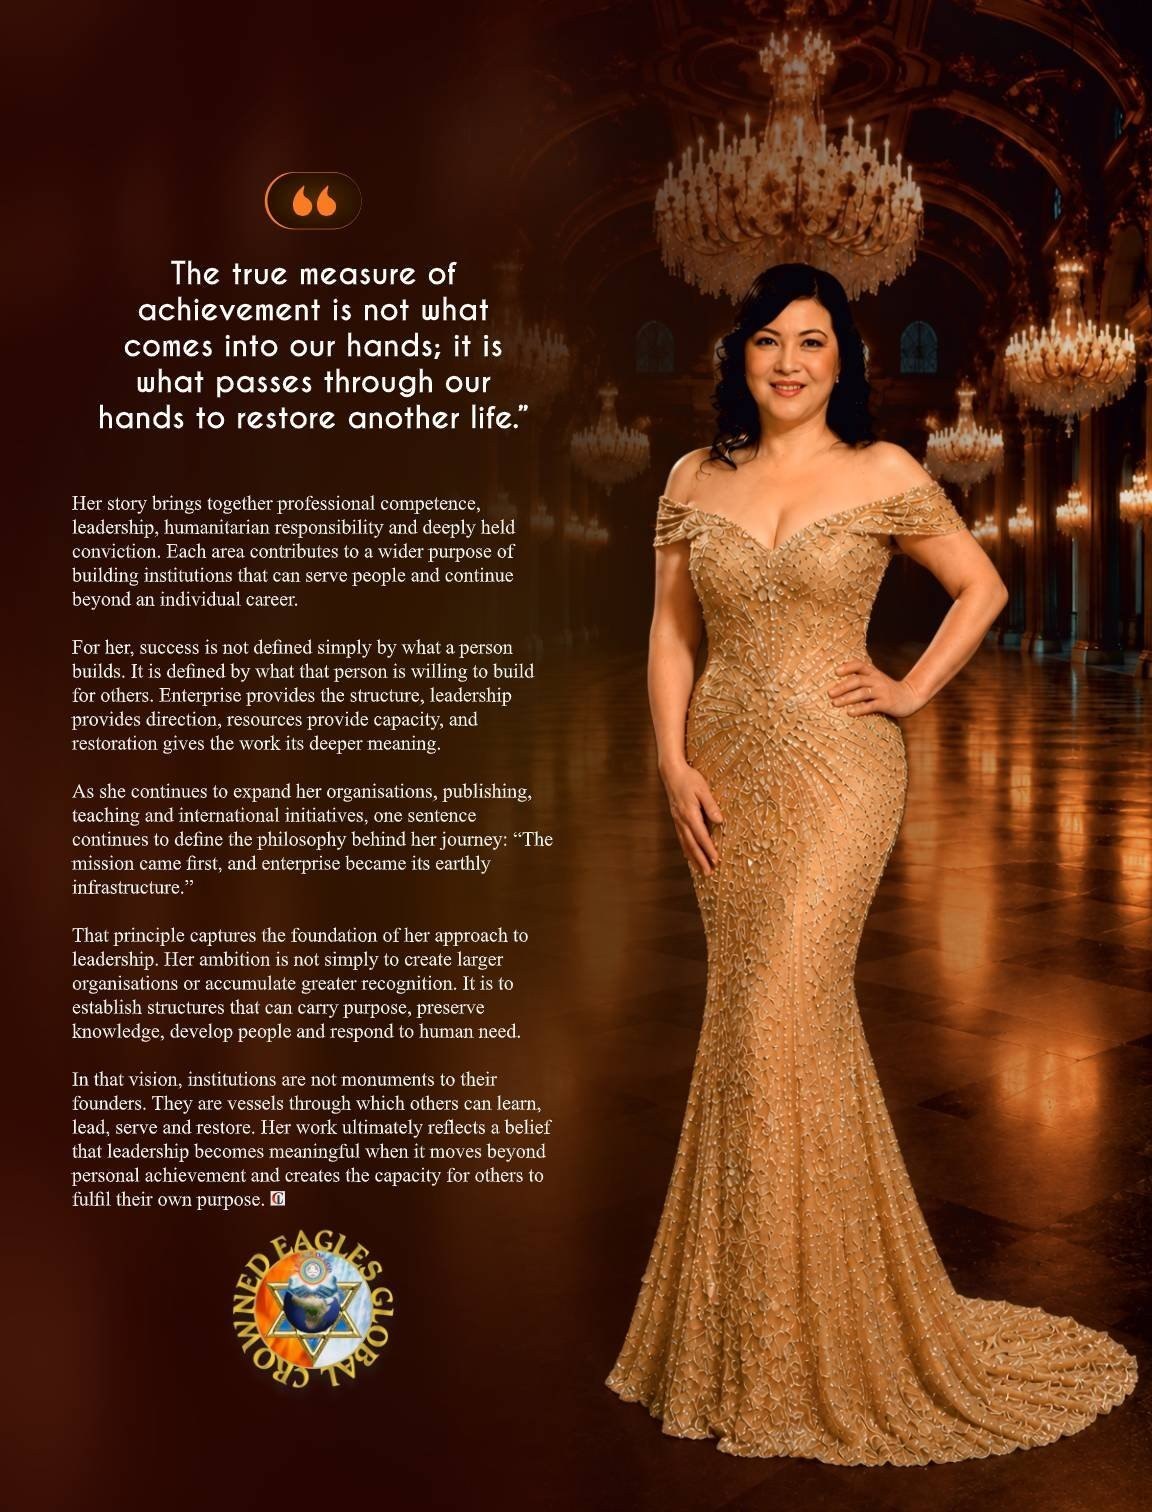 “
The true measure of
achievement is not what
comes into our hands; it is
what passes through our
hands to restore another life.”
Her story brings together professional competence,
leadership, humanitarian responsibility and deeply held
conviction. Each area contributes to a wider purpose of
building institutions that can serve people and continue
beyond an individual career.
For her, success is not defined simply by what a person
builds. It is defined by what that person is willing to build
for others. Enterprise provides the structure, leadership
provides direction, resources provide capacity, and
restoration gives the work its deeper meaning.
As she continues to expand her organisations, publishing,
teaching and international initiatives, one sentence
continues to define the philosophy behind her journey: “The
mission came first, and enterprise became its earthly
infrastructure.”
That principle captures the foundation of her approach to
leadership. Her ambition is not simply to create larger
organisations or accumulate greater recognition. It is to
establish structures that can carry purpose, preserve
knowledge, develop people and respond to human need.
In that vision, institutions are not monuments to their
founders. They are vessels through which others can learn,
lead, serve and restore. Her work ultimately reflects a belief
that leadership becomes meaningful when it moves beyond
personal achievement and creates the capacity for others to
fulfil their own purpose.
CROWNED EAGLES GLOBAL